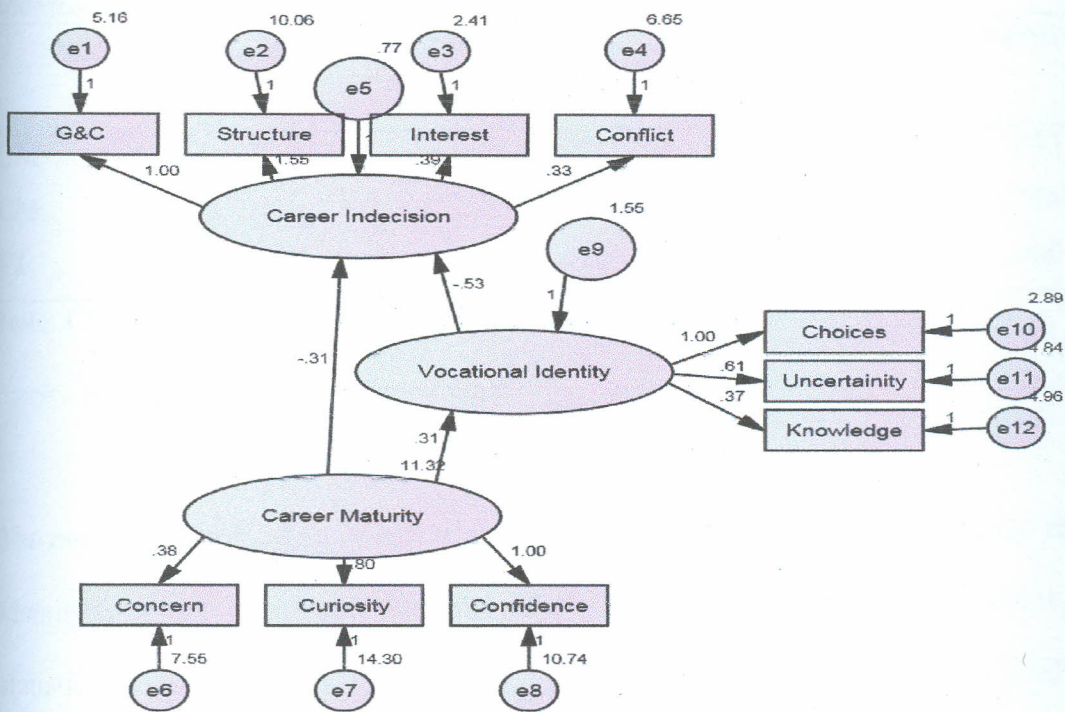 5.16 10.06 2.41 6.65
e1 e2 .77 e3 e4
1 1 e5 1 1
G&C Structure Interest Conflict
1.00 1.55 .39 .33
Career Indecision
1.55
e9
-.53 1
2.89
1.00 Choices 1 e10
4.84
-.31 Vocational Identity .61 Uncertainity 1 e11
4.96
.37 Knowledge 1 e12
.31
11.32
Career Maturity
.38 .80 1.00
Concern Curiosity Confidence
1 1 1
7.55 14.30 10.74
e6 e7 e8